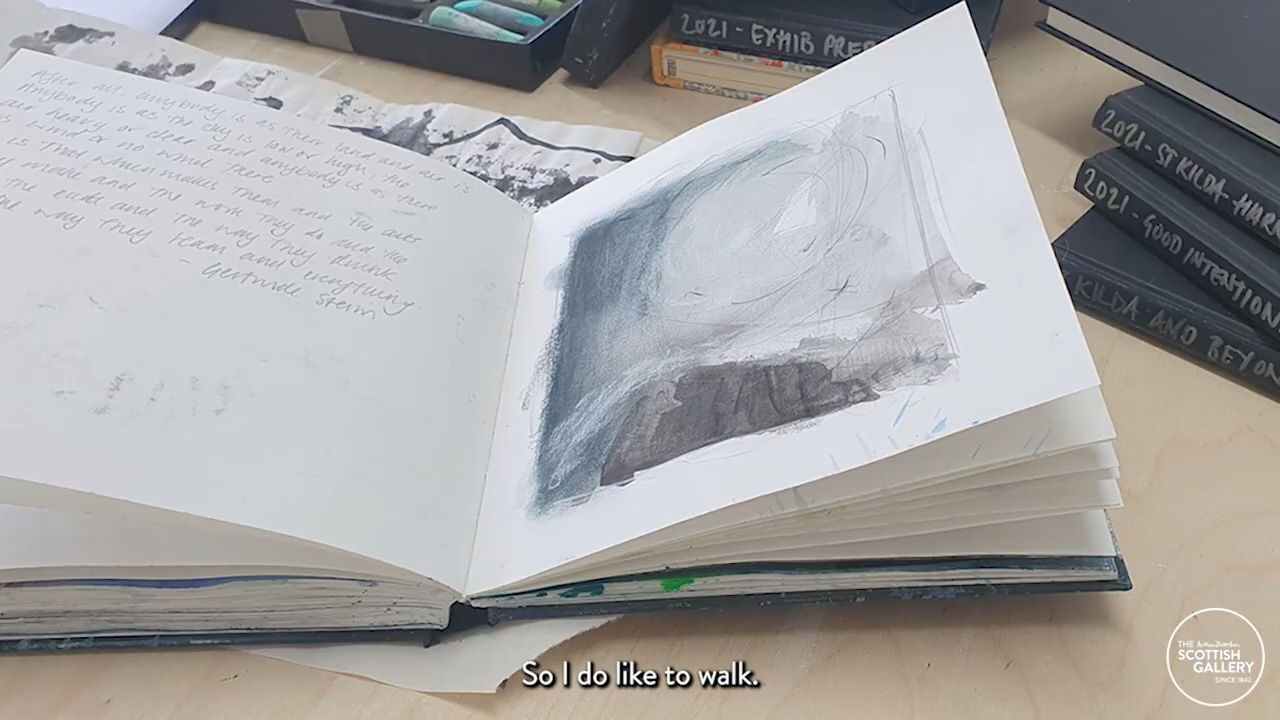 2021 - EXHIB PREP
After all anybody is as their land and air is
Anybody is as the sky is low or high, the
air heavy or clear and anybody is as there
is wind or no wind there
is that which makes them and the arts
make and the work they do and the
the eat and the way they drink
the way they learn and everything
- Gertrude Stein
2021 - ST KILDA - HARR
2021 - GOOD INTENTION
KILDA AND BEYON
So I do like to walk.
THE
SCOTTISH
GALLERY
SINCE 1842